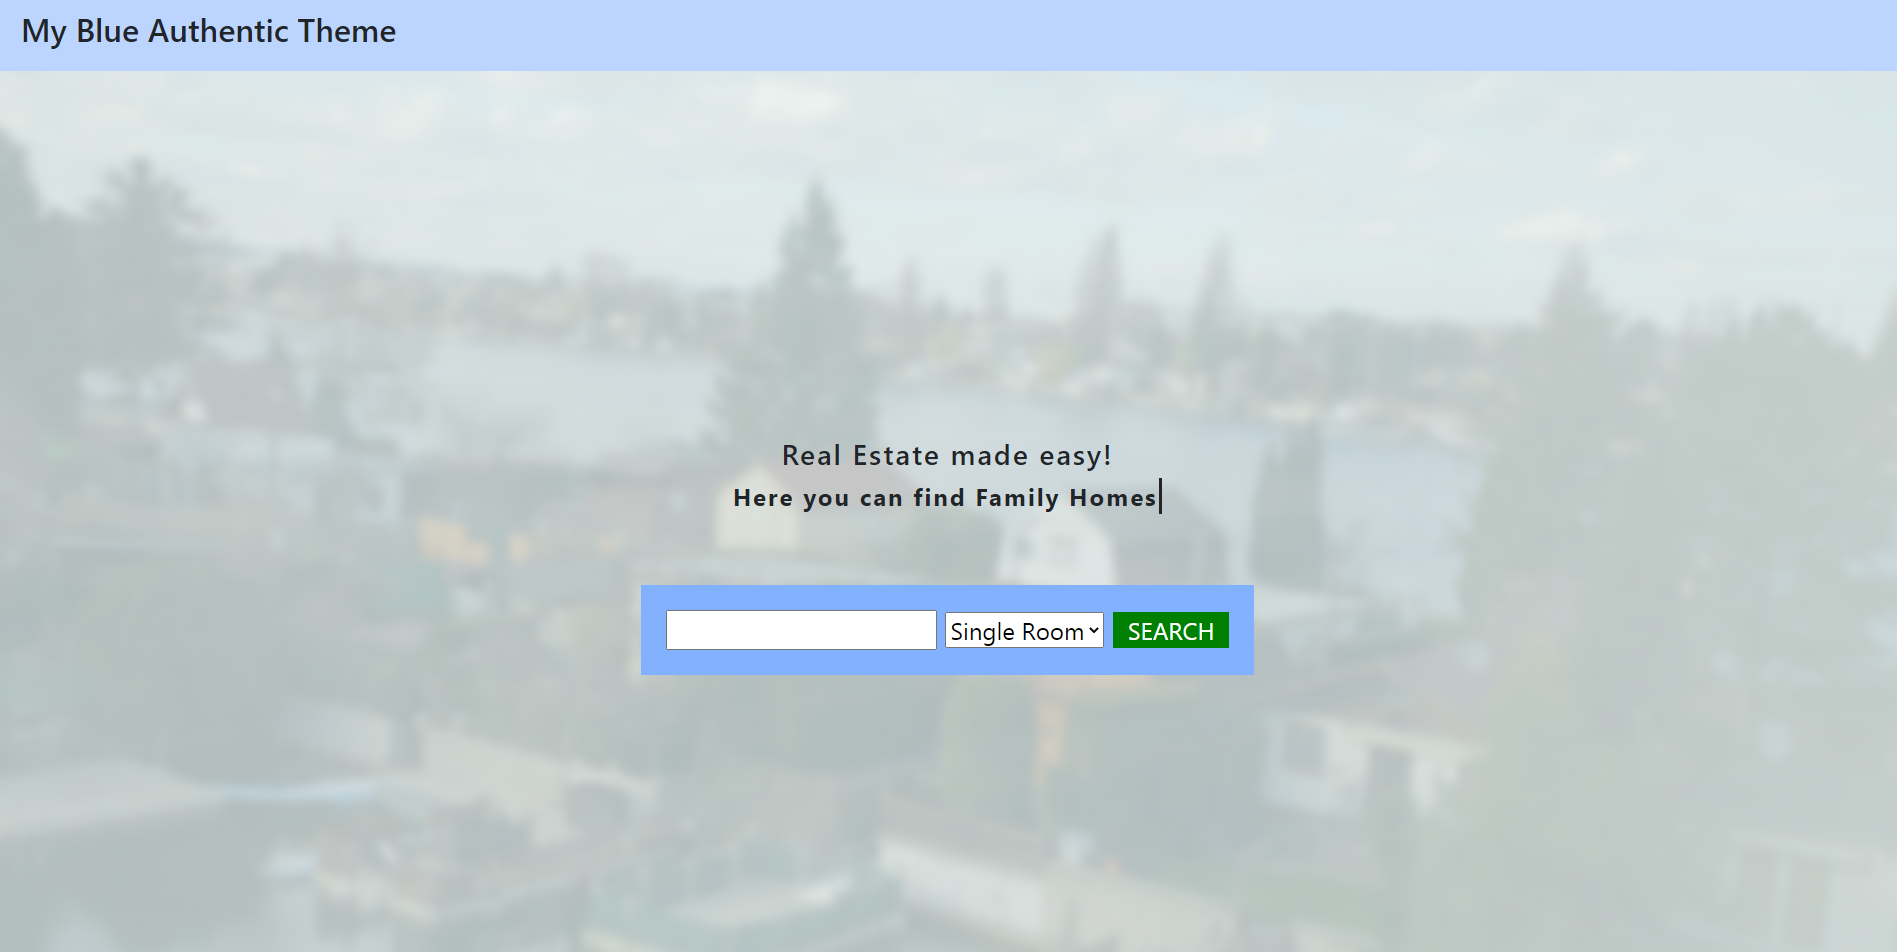 My Blue Authentic Theme
Real Estate made easy!
Here you can find Family Homes
Single Room SEARCH